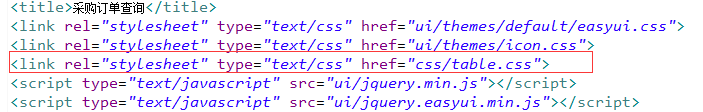 <title>采购订单查询</title>
<link rel="stylesheet" type="text/css" href="ui/themes/default/easyui.css">
<link rel="stylesheet" type="text/css" href="ui/themes/icon.css">
<link rel="stylesheet" type="text/css" href="css/table.css">
<script type="text/javascript" src="ui/jquery.min.js"></script>
<script type="text/javascript" src="ui/jquery.easyui.min.js"></script>